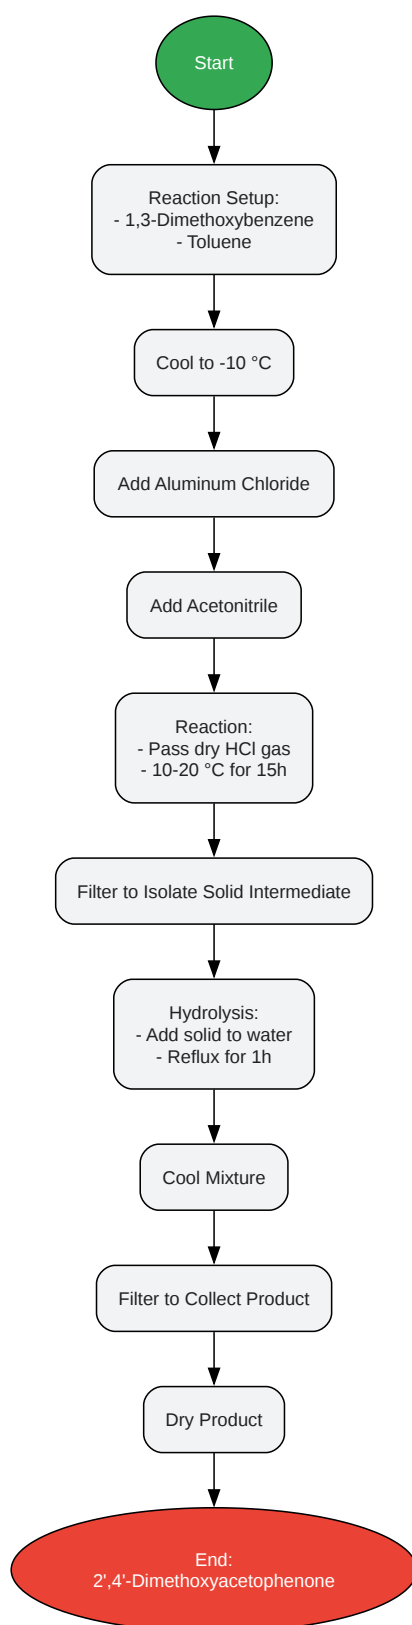 Start
Reaction Setup:
- 1,3-Dimethoxybenzene
- Toluene
Cool to -10 °C
Add Aluminum Chloride
Add Acetonitrile
Reaction:
- Pass dry HCl gas
- 10-20 °C for 15h
Filter to Isolate Solid Intermediate
Hydrolysis:
- Add solid to water
- Reflux for 1h
Cool Mixture
Filter to Collect Product
Dry Product
End:
2',4'-Dimethoxyacetophenone